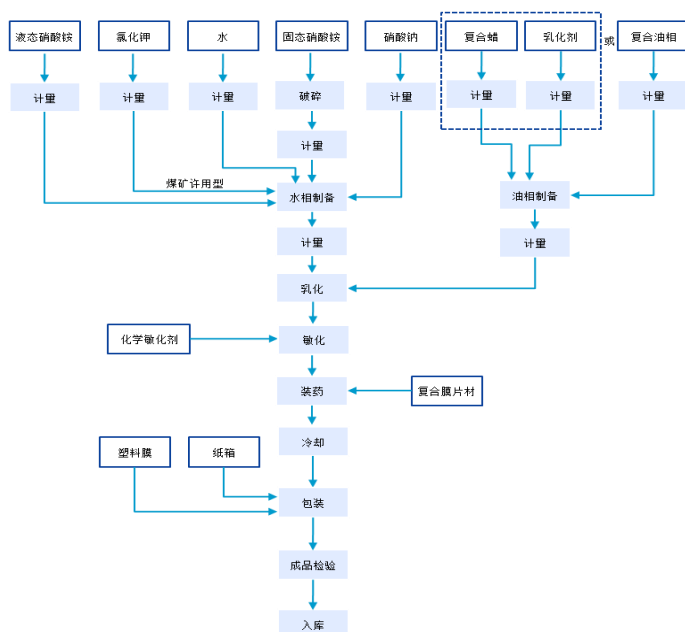 液态硝酸铵
氯化钾
水
固态硝酸铵
硝酸钠
复合蜡
乳化剂
或
复合油相
计量
计量
计量
破碎
计量
计量
计量
计量
计量
煤矿许用型
水相制备
油相制备
计量
计量
乳化
化学敏化剂
敏化
装药
复合膜片材
冷却
塑料膜
纸箱
包装
成品检验
入库